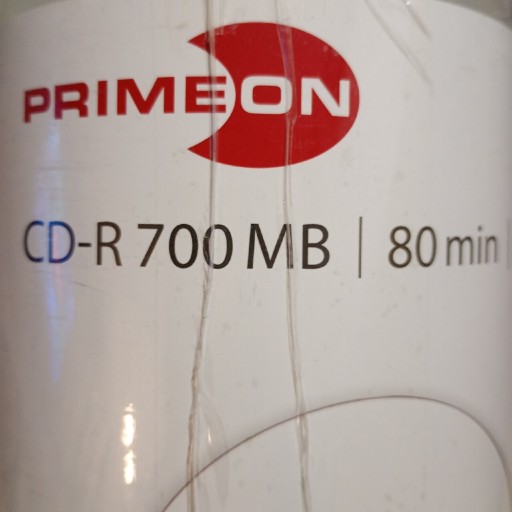 PRIMEON
CD-R 700 MB | 80 min |